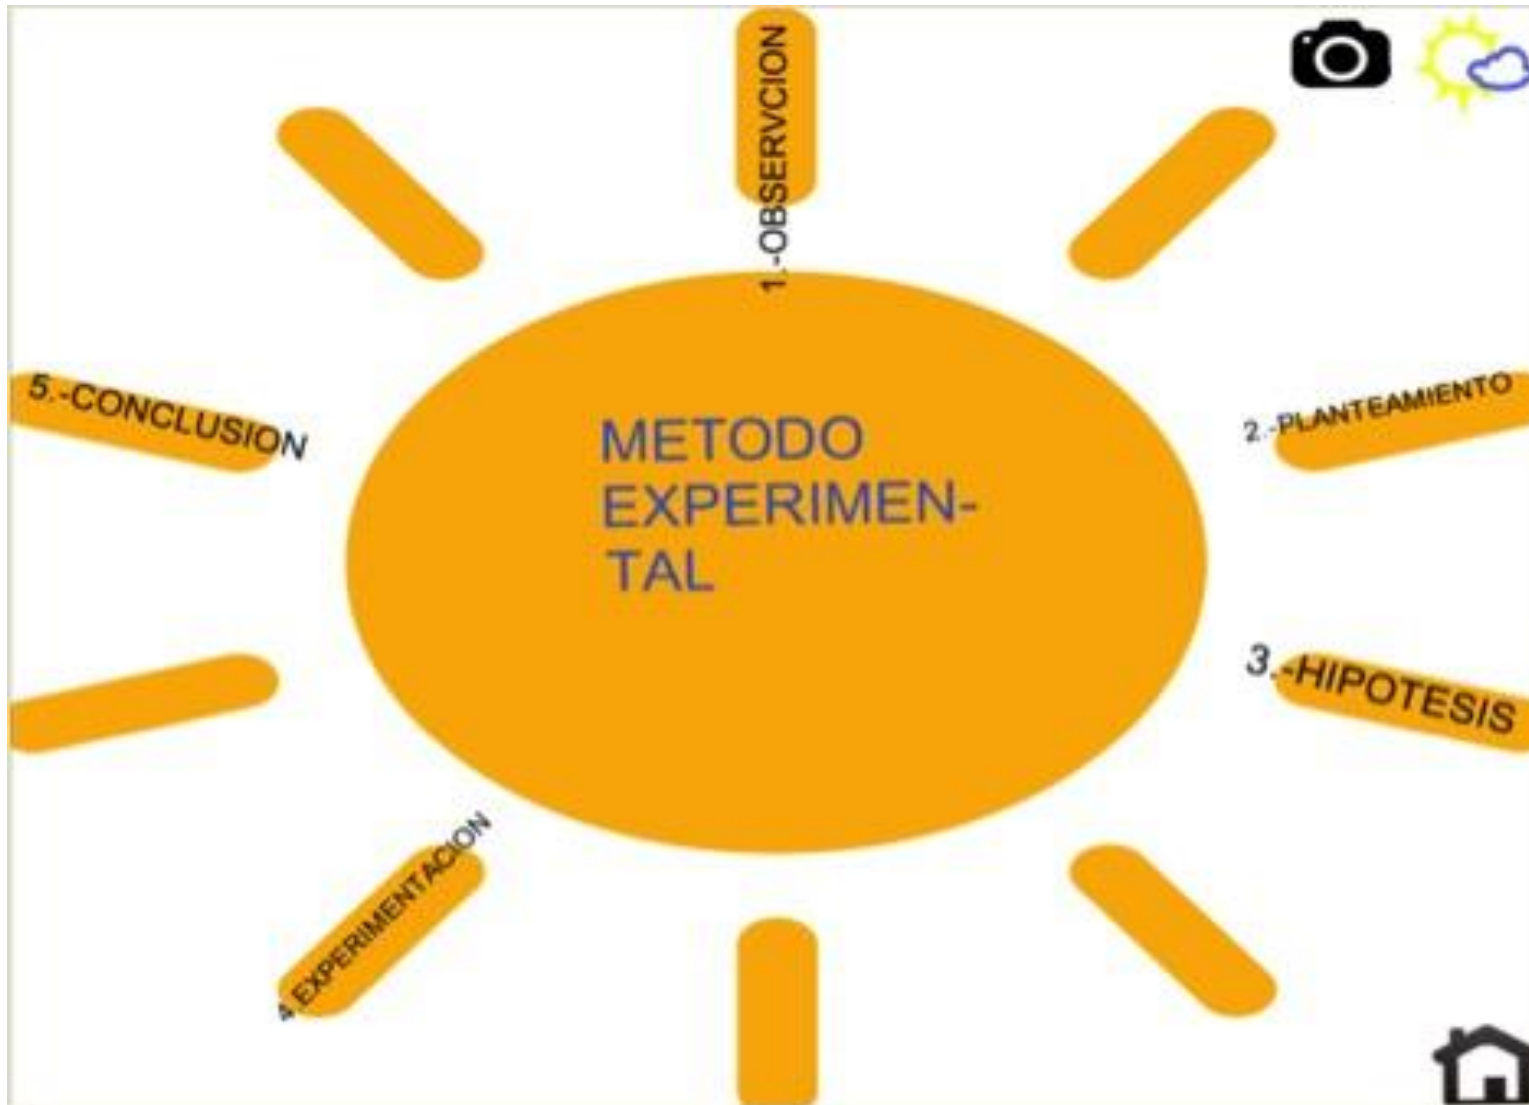 METODO
EXPERIMEN-
TAL
1.-OBSERVCION
2.-PLANTEAMIENTO
3.-HIPOTESIS
4.EXPERIMENTACION
5.-CONCLUSION